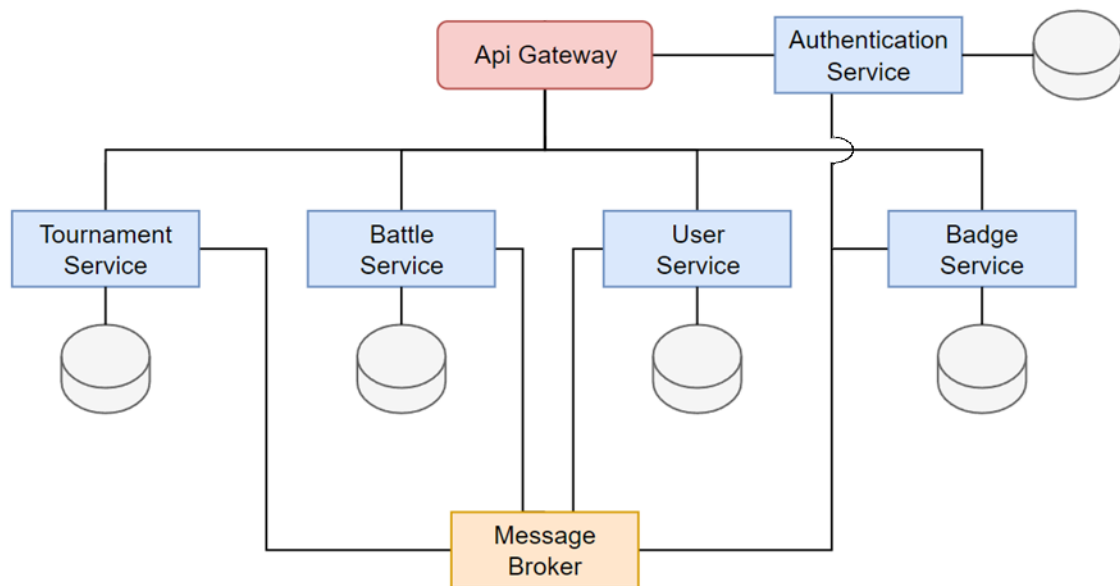 Api Gateway
Authentication
Service
Tournament
Service
Battle
Service
User
Service
Badge
Service
Message
Broker